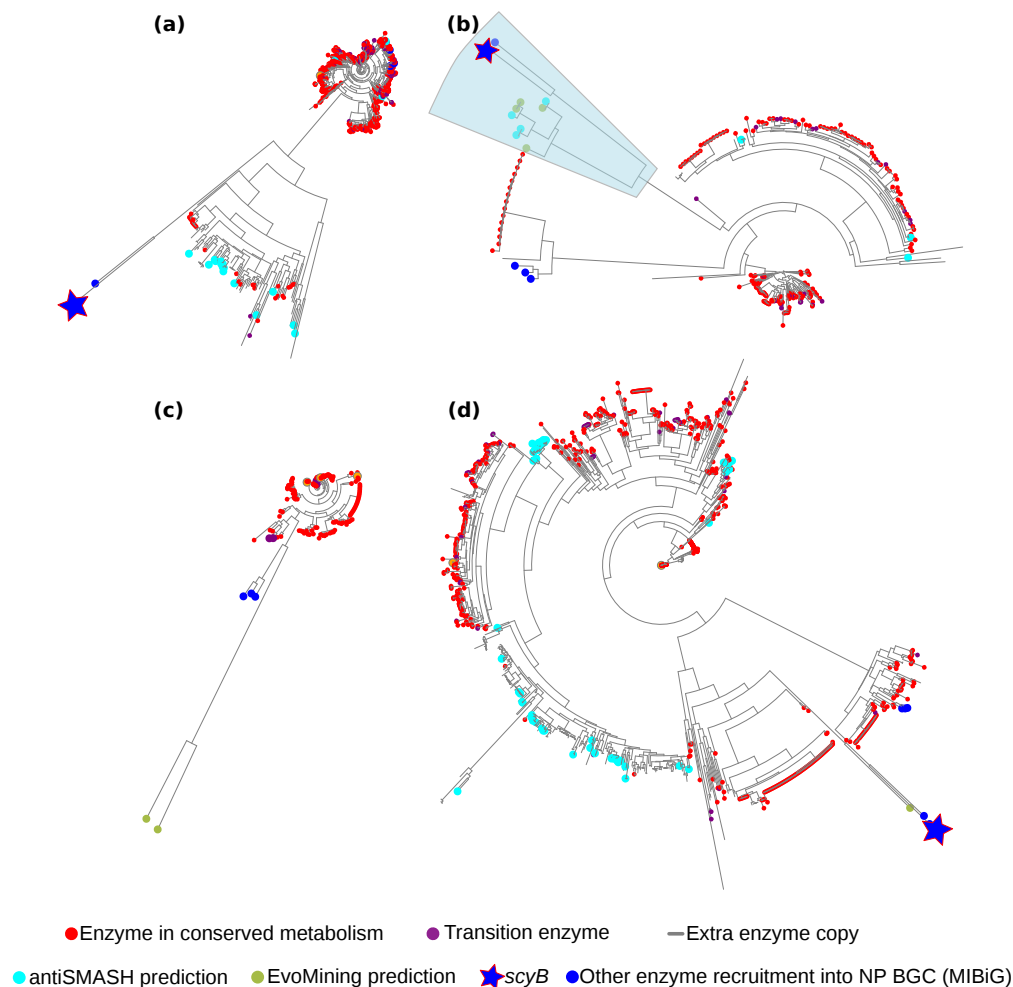 (a)
(b)
(c)
(d)
Enzyme in conserved metabolism
Transition enzyme
Extra enzyme copy
antiSMASH prediction
EvoMining prediction
scyB
Other enzyme recruitment into NP BGC (MIBiG)